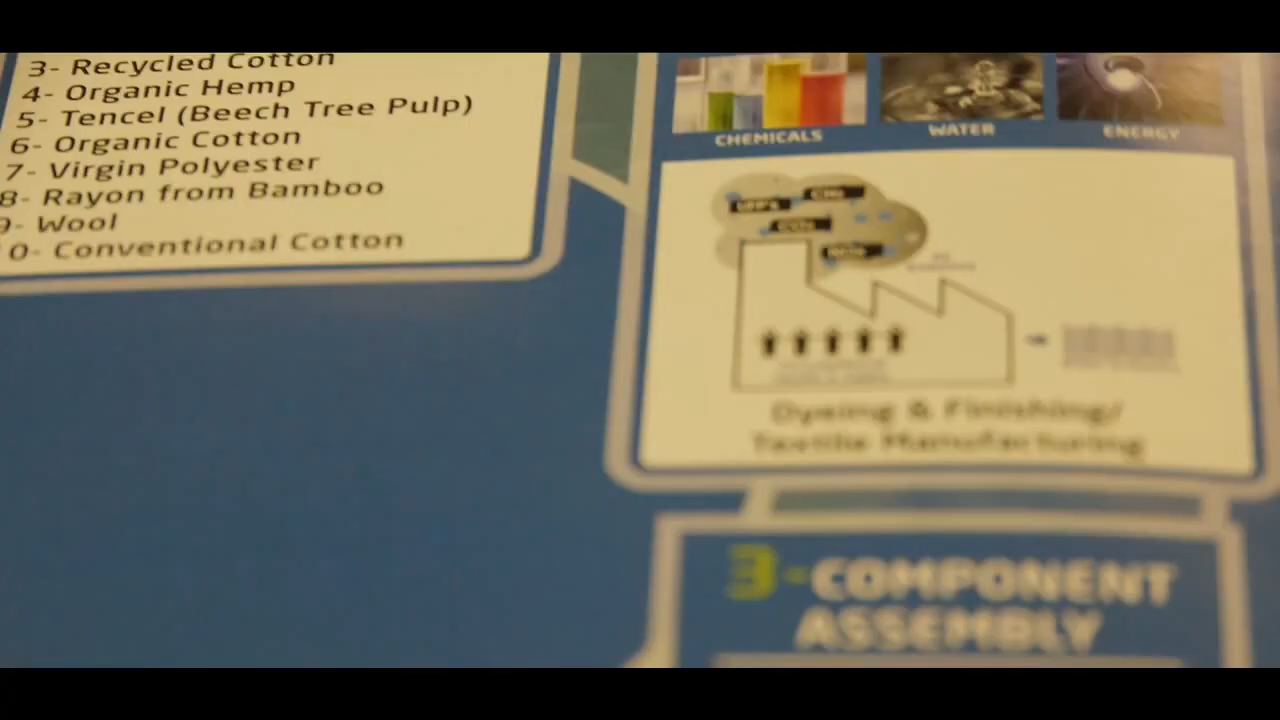 3- Recycled Cotton
4- Organic Hemp
5- Tencel (Beech Tree Pulp)
6- Organic Cotton
7- Virgin Polyester
8- Rayon from Bamboo
9- Wool
0- Conventional Cotton
CHEMICALS
WATER
ENERGY
Dyeing & Finishing/
Textile Manufacturing
3-COMPONENT
ASSEMBLY